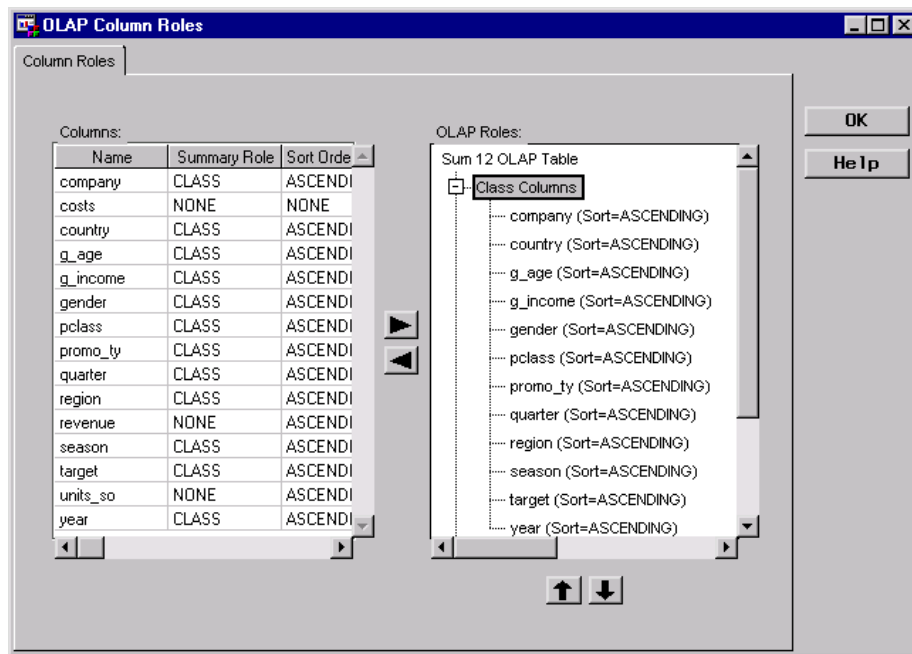 OLAP Column Roles
Column Roles
Columns:
Name Summary Role Sort Orde
company CLASS ASCENDI
costs NONE NONE
country CLASS ASCENDI
g_age CLASS ASCENDI
g_income CLASS ASCENDI
gender CLASS ASCENDI
pclass CLASS ASCENDI
promo_ty CLASS ASCENDI
quarter CLASS ASCENDI
region CLASS ASCENDI
revenue NONE ASCENDI
season CLASS ASCENDI
target CLASS ASCENDI
units_so NONE ASCENDI
year CLASS ASCENDI
OLAP Roles:
Sum 12 OLAP Table
Class Columns
company (Sort=ASCENDING)
country (Sort=ASCENDING)
g_age (Sort=ASCENDING)
g_income (Sort=ASCENDING)
gender (Sort=ASCENDING)
pclass (Sort=ASCENDING)
promo_ty (Sort=ASCENDING)
quarter (Sort=ASCENDING)
region (Sort=ASCENDING)
season (Sort=ASCENDING)
target (Sort=ASCENDING)
year (Sort=ASCENDING)
OK
Help